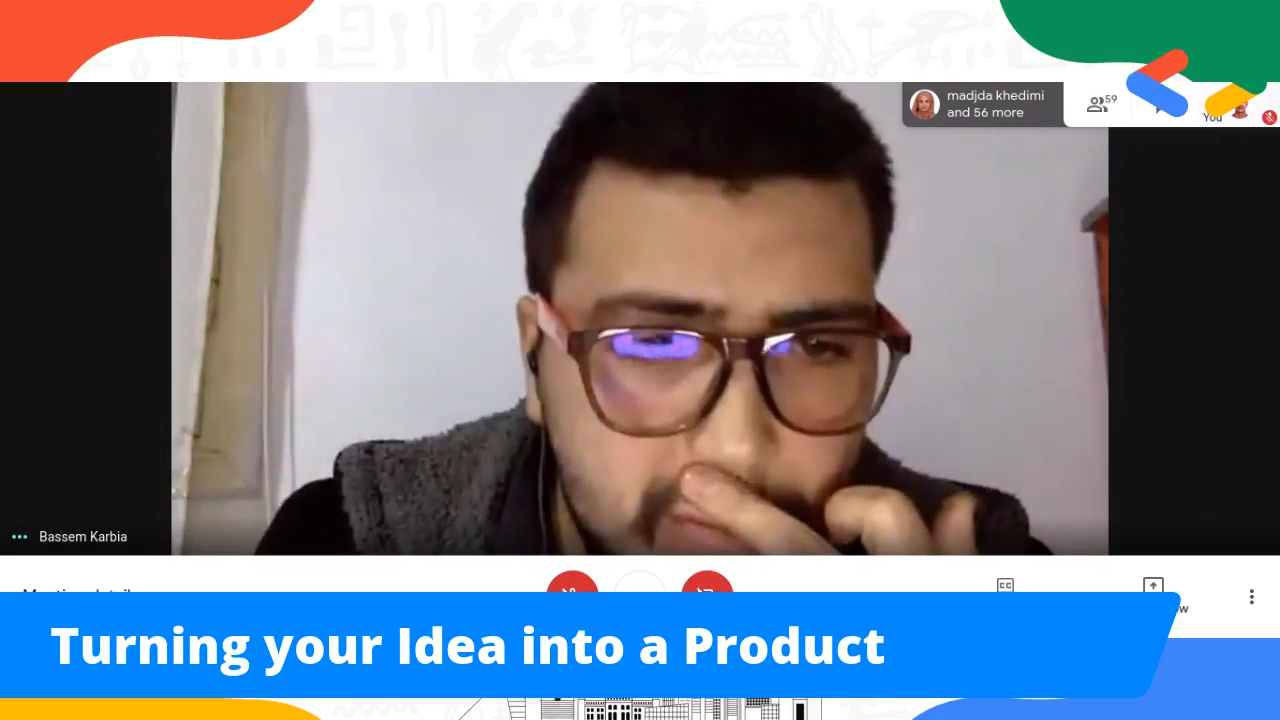 madjda khedimi
and 56 more
59
You
Bassem Karbia
Turning your Idea into a Product